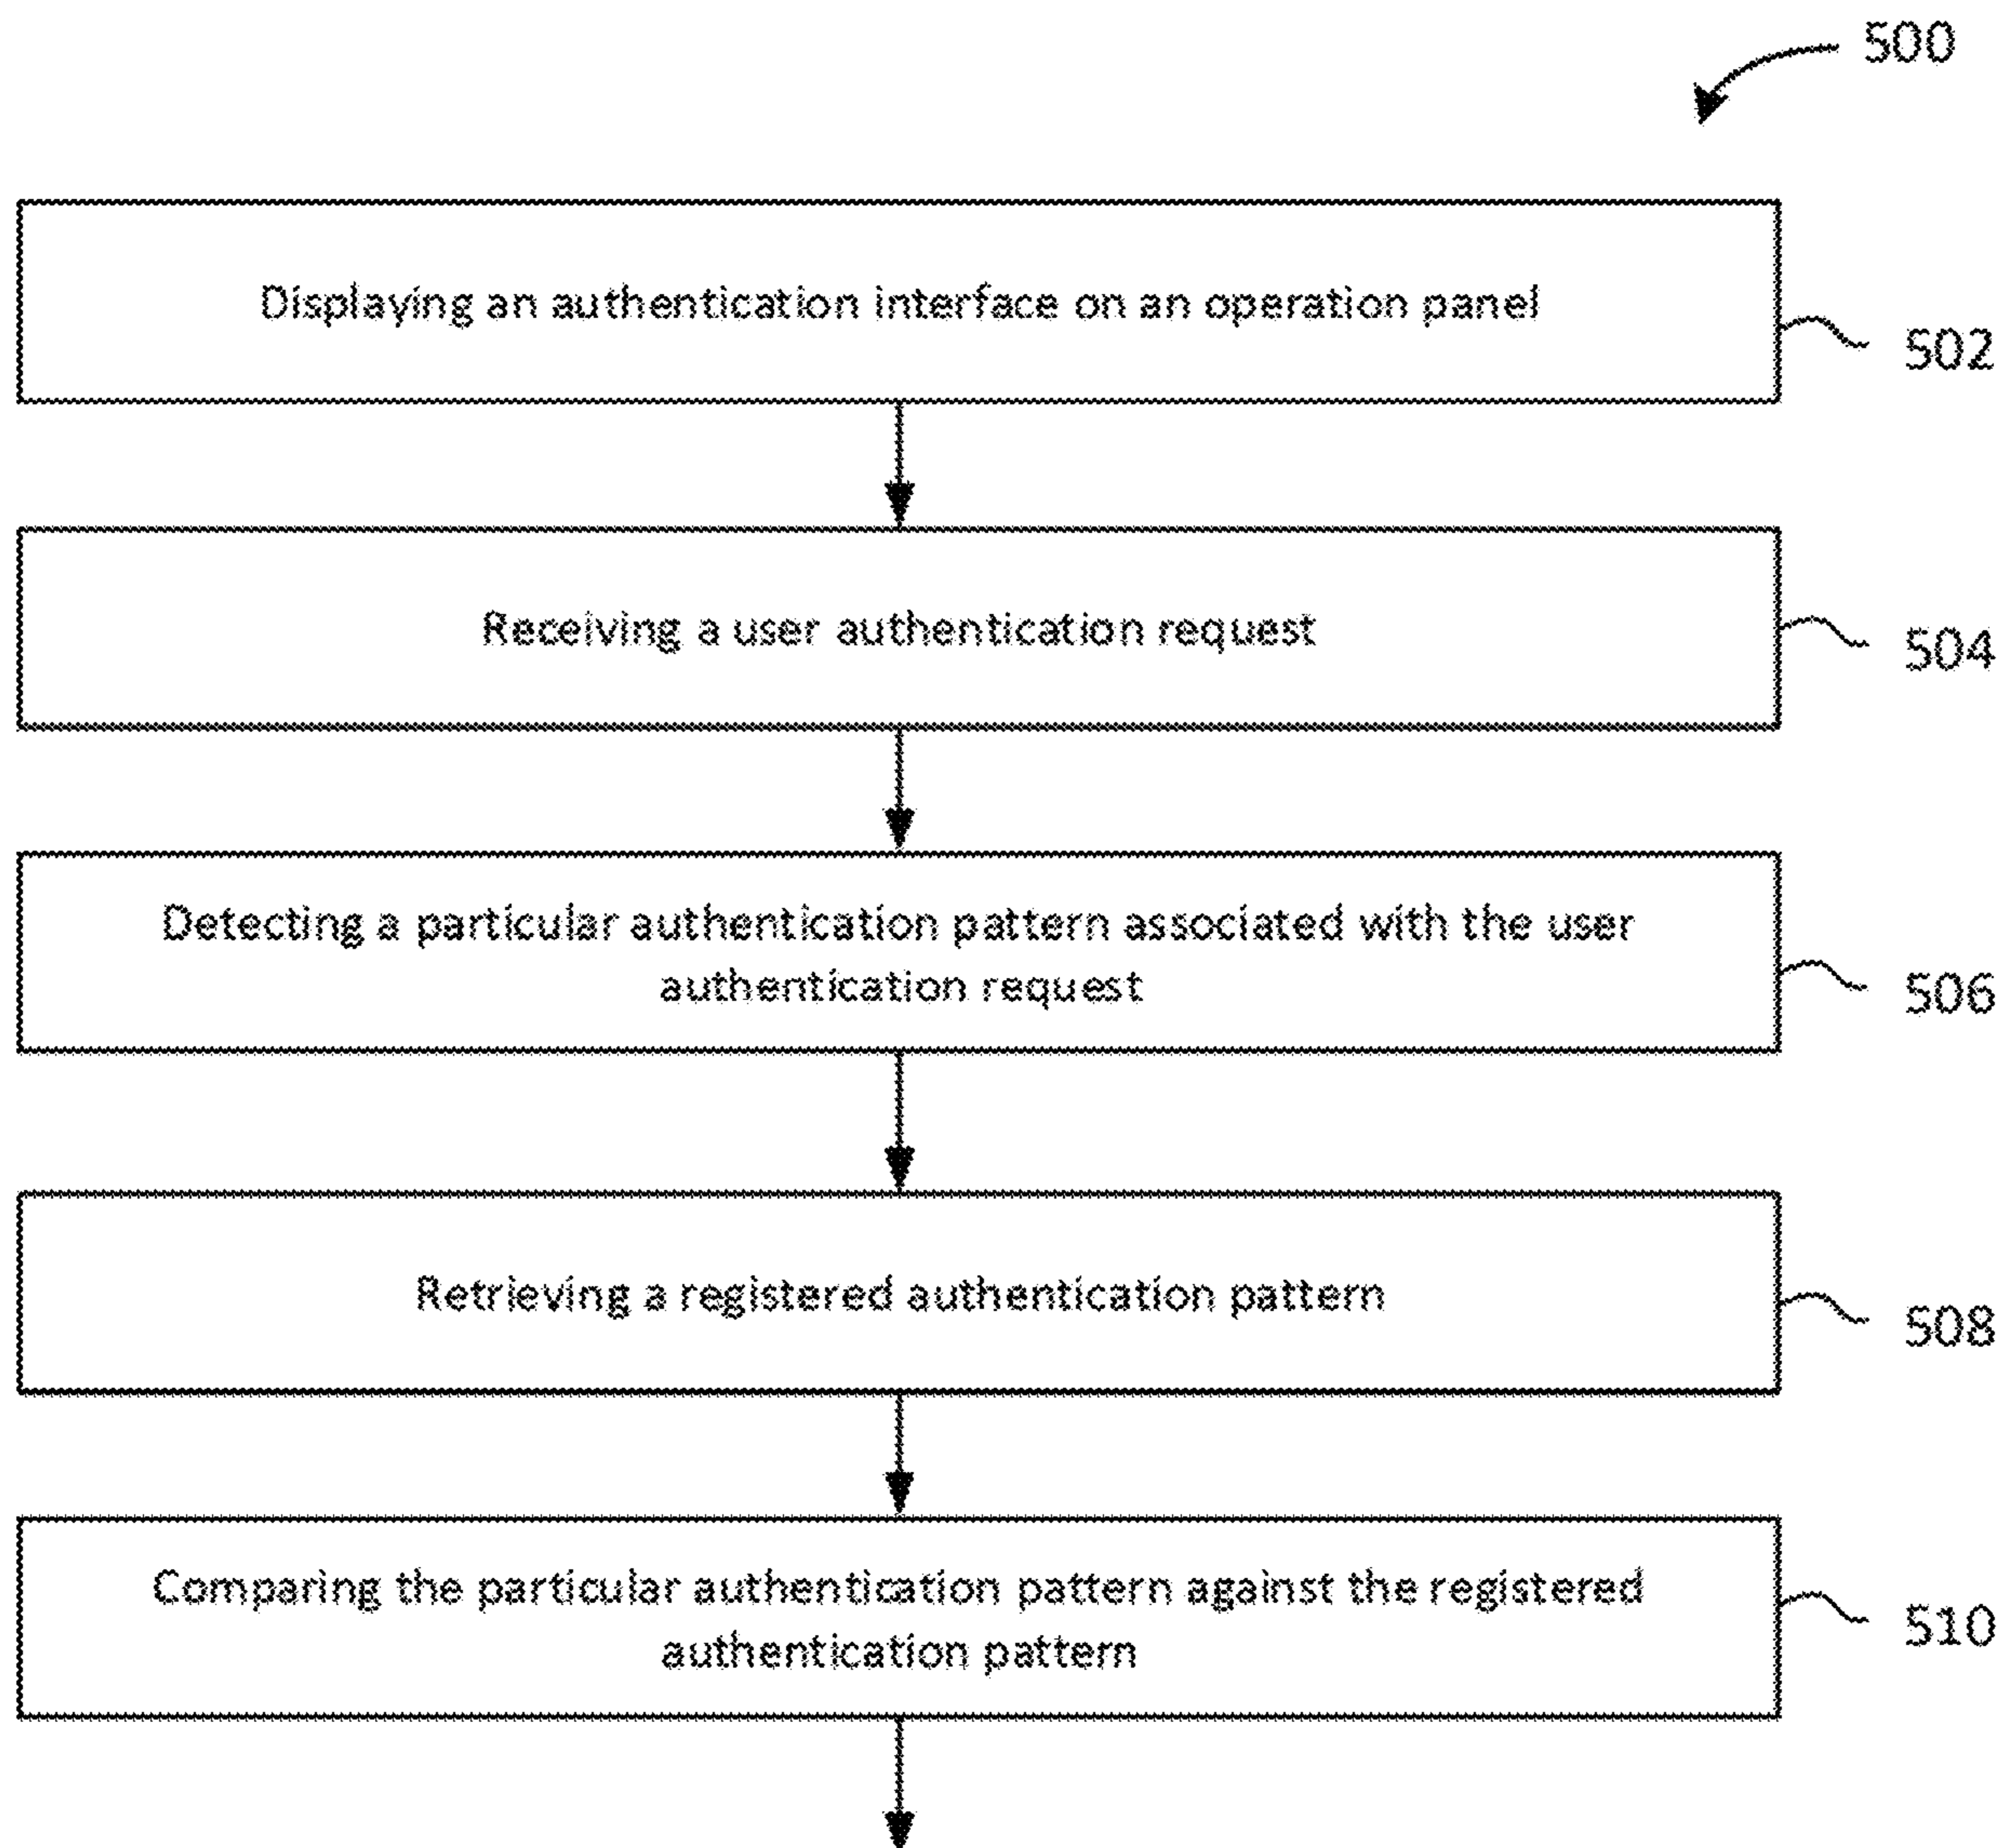 500
Displaying an authentication interface on an operation panel
502
Receiving a user authentication request
504
Detecting a particular authentication pattern associated with the user
authentication request
506
Retrieving a registered authentication pattern
508
Comparing the particular authentication pattern against the registered
authentication pattern
510